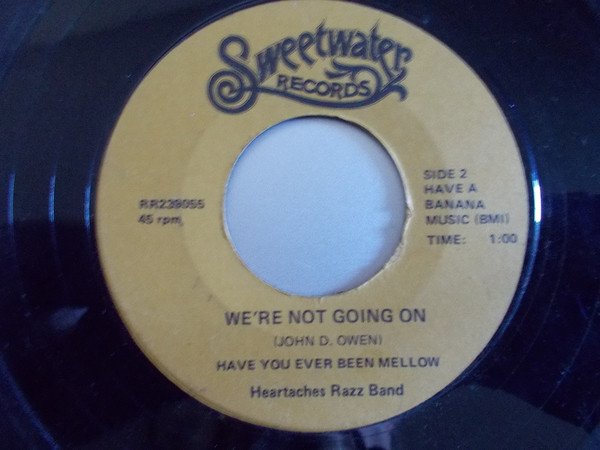 Sweetwater
RECORDS
RR239055
45 rpm
SIDE 2
HAVE A
BANANA
MUSIC (BMI)
TIME: 1:00
WE'RE NOT GOING ON
(JOHN D. OWEN)
HAVE YOU EVER BEEN MELLOW
Heartaches Razz Band